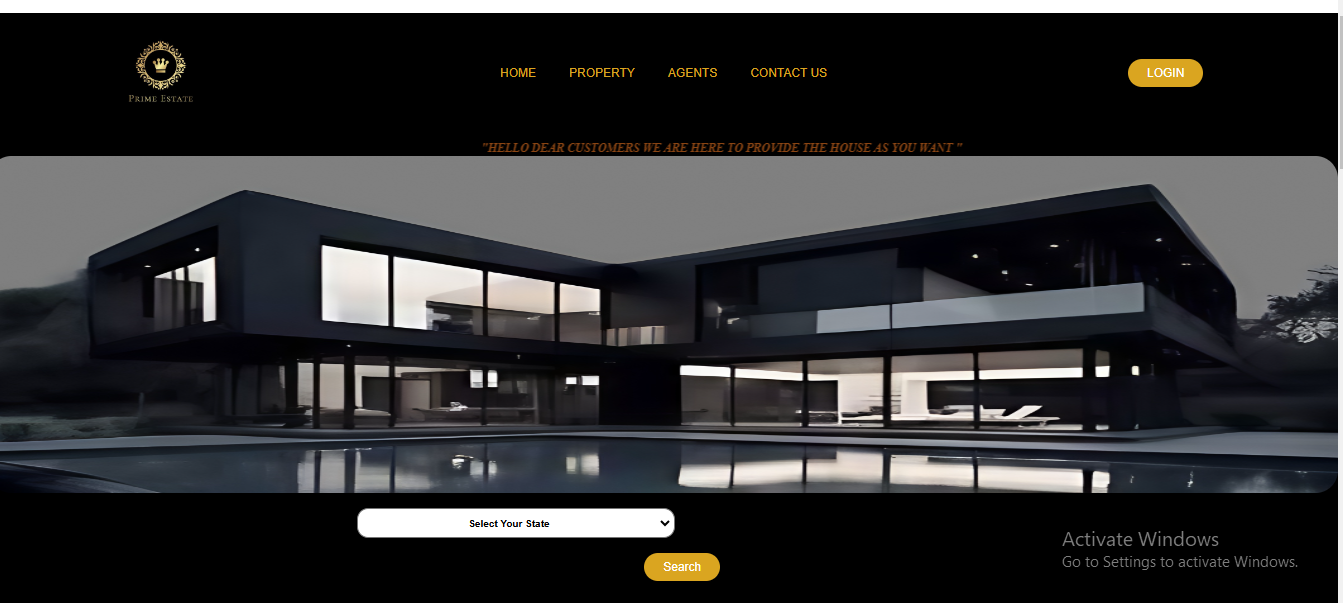 HOME PROPERTY AGENTS CONTACT US LOGIN
PRIME ESTATE
"HELLO DEAR CUSTOMERS WE ARE HERE TO PROVIDE THE HOUSE AS YOU WANT "
Select Your State
Activate Windows
Go to Settings to activate Windows.
Search